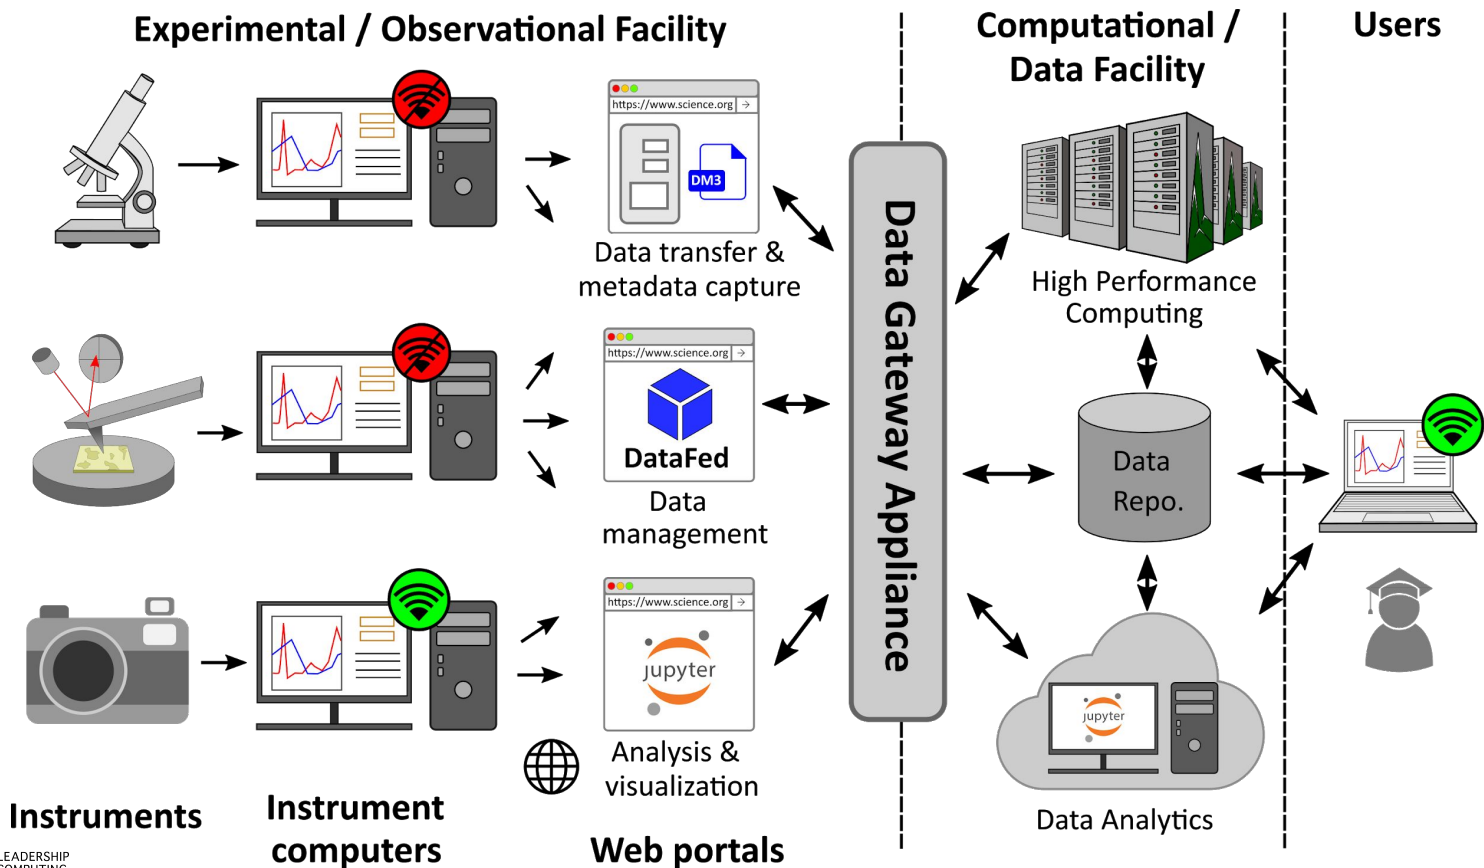 Experimental / Observational Facility
Computational /
Data Facility
Users
https://www.science.org
DM3
Data transfer &
metadata capture
https://www.science.org
DataFed
Data
management
https://www.science.org
jupyter
Analysis &
visualization
Data Gateway Appliance
High Performance
Computing
Data
Repo.
jupyter
Data Analytics
Instruments
Instrument
computers
Web portals
LEADERSHIP
COMPUTING